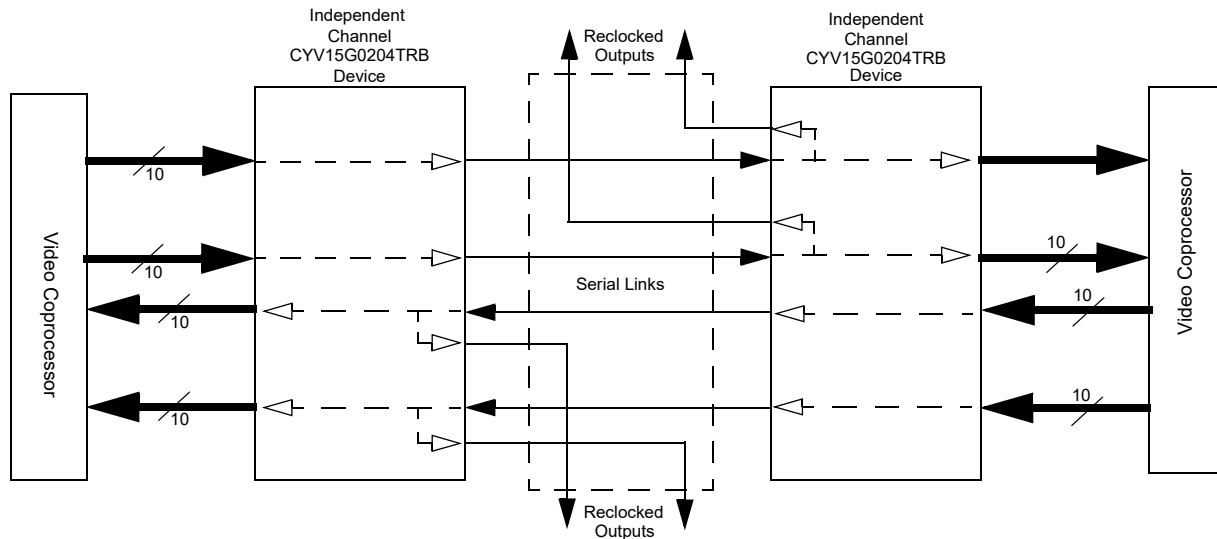 Independent
Channel
CYV15G0204TRB
Device
Reclocked
Outputs
Independent
Channel
CYV15G0204TRB
Device
Video Coprocessor
10
10
10
10
Serial Links
10
10
10
Video Coprocessor
Reclocked
Outputs